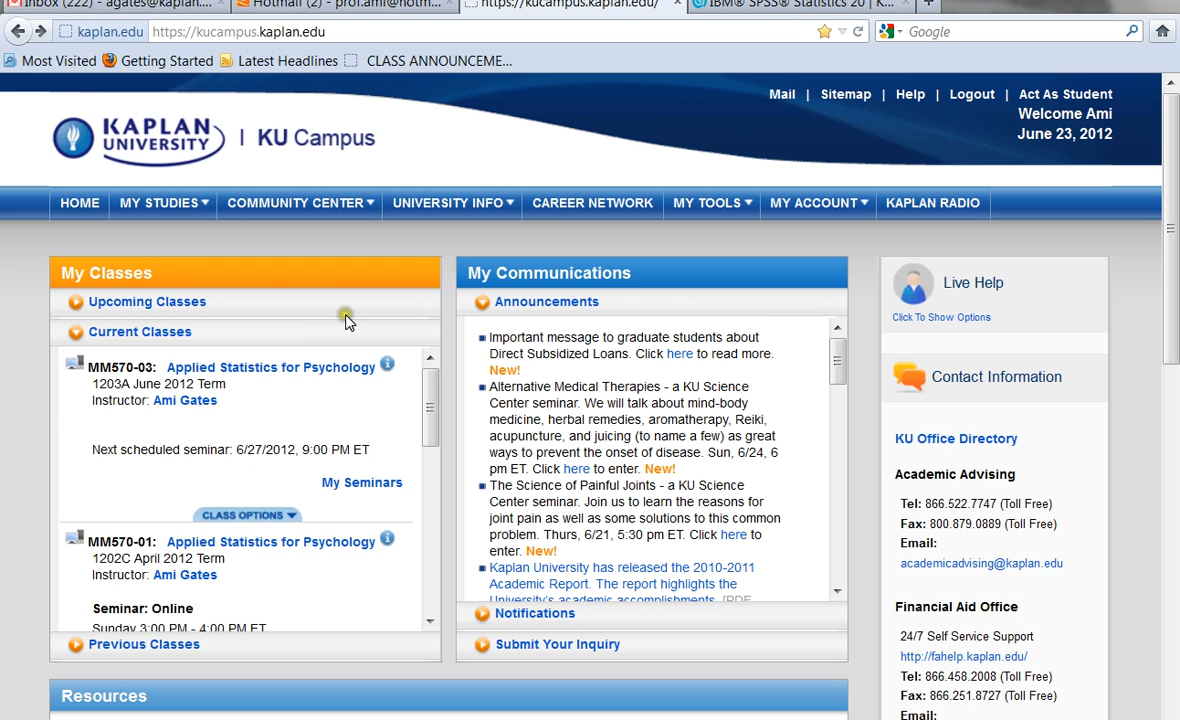 Inbox (222) - agates@kaplan....
Hotmail (2) - prof.ami@hotm...
https://kucampus.kaplan.edu/
IBM® SPSS® Statistics 20 | K...
kaplan.edu https://kucampus.kaplan.edu
Google
Most Visited Getting Started Latest Headlines CLASS ANNOUNCEME...
Mail | Sitemap | Help | Logout | Act As Student
Welcome Ami
June 23, 2012
KAPLAN UNIVERSITY | KU Campus
HOME MY STUDIES COMMUNITY CENTER UNIVERSITY INFO CAREER NETWORK MY TOOLS MY ACCOUNT KAPLAN RADIO
My Classes
Upcoming Classes
Current Classes
MM570-03: Applied Statistics for Psychology
1203A June 2012 Term
Instructor: Ami Gates
Next scheduled seminar: 6/27/2012, 9:00 PM ET
My Seminars
CLASS OPTIONS
MM570-01: Applied Statistics for Psychology
1202C April 2012 Term
Instructor: Ami Gates
Seminar: Online
Sunday 3:00 PM - 4:00 PM ET
Previous Classes
My Communications
Announcements
Important message to graduate students about
Direct Subsidized Loans. Click here to read more.
New!
Alternative Medical Therapies - a KU Science
Center seminar. We will talk about mind-body
medicine, herbal remedies, aromatherapy, Reiki,
acupuncture, and juicing (to name a few) as great
ways to prevent the onset of disease. Sun, 6/24, 6
pm ET. Click here to enter. New!
The Science of Painful Joints - a KU Science
Center seminar. Join us to learn the reasons for
joint pain as well as some solutions to this common
problem. Thurs, 6/21, 5:30 pm ET. Click here to
enter. New!
Kaplan University has released the 2010-2011
Academic Report. The report highlights the
University's academic accomplishments. [PDF
Notifications
Submit Your Inquiry
Live Help
Click To Show Options
Contact Information
KU Office Directory
Academic Advising
Tel: 866.522.7747 (Toll Free)
Fax: 800.879.0889 (Toll Free)
Email:
academicadvising@kaplan.edu
Financial Aid Office
24/7 Self Service Support
http://fahelp.kaplan.edu/
Tel: 866.458.2008 (Toll Free)
Fax: 866.251.8727 (Toll Free)
Email:
Resources